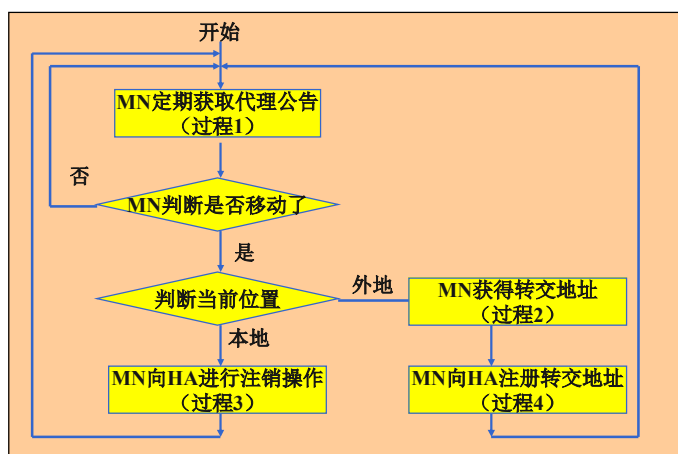 开始
MN定期获取代理公告
（过程1）
否
MN判断是否移动了
是
判断当前位置
外地
MN获得转交地址
（过程2）
本地
MN向HA进行注销操作
（过程3）
MN向HA注册转交地址
（过程4）